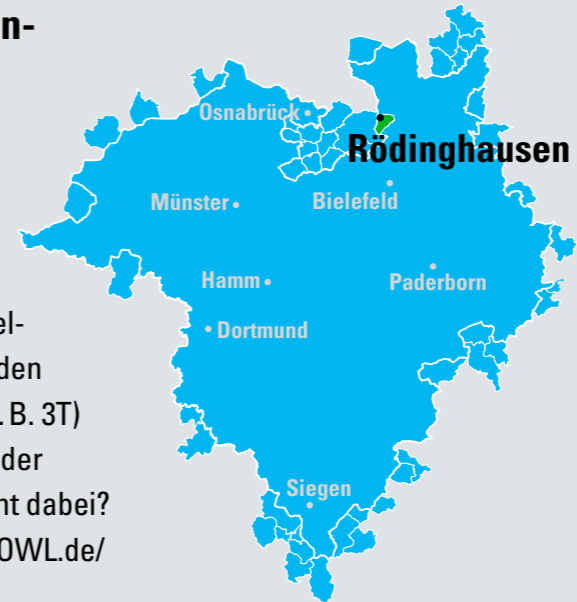 n-
Osnabrück
Rödinghausen
Münster
Bielefeld
Hamm
Paderborn
Dortmund
el-
den
. B. 3T)
der
Siegen
nt dabei?
OWL.de/